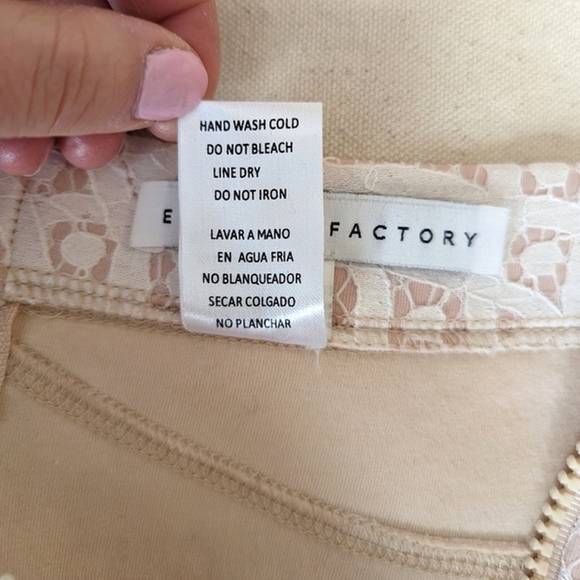 HAND WASH COLD
DO NOT BLEACH
LINE DRY
DO NOT IRON
LAVAR A MANO
EN AGUA FRIA
NO BLANQUEADOR
SECAR COLGADO
NO PLANCHAR
E FACTORY